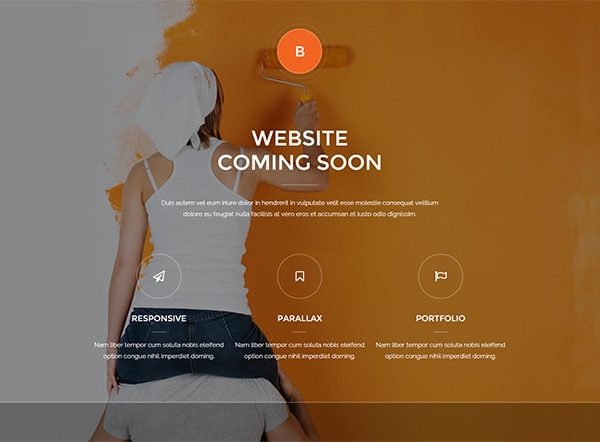 B
WEBSITE
COMING SOON
Duis autem vel eum iriure dolor in hendrerit in vulputate velit esse molestie consequat velillum
dolore eu feugiat nulla facilisis at vero eros et accumsan et iusto odio dignissim.
RESPONSIVE
Nam liber tempor cum soluta nobis eleifend
option congue nihil imperdiet doming.
PARALLAX
Nam liber tempor cum soluta nobis eleifend
option congue nihil imperdiet doming.
PORTFOLIO
Nam liber tempor cum soluta nobis eleifend
option congue nihil imperdiet doming.